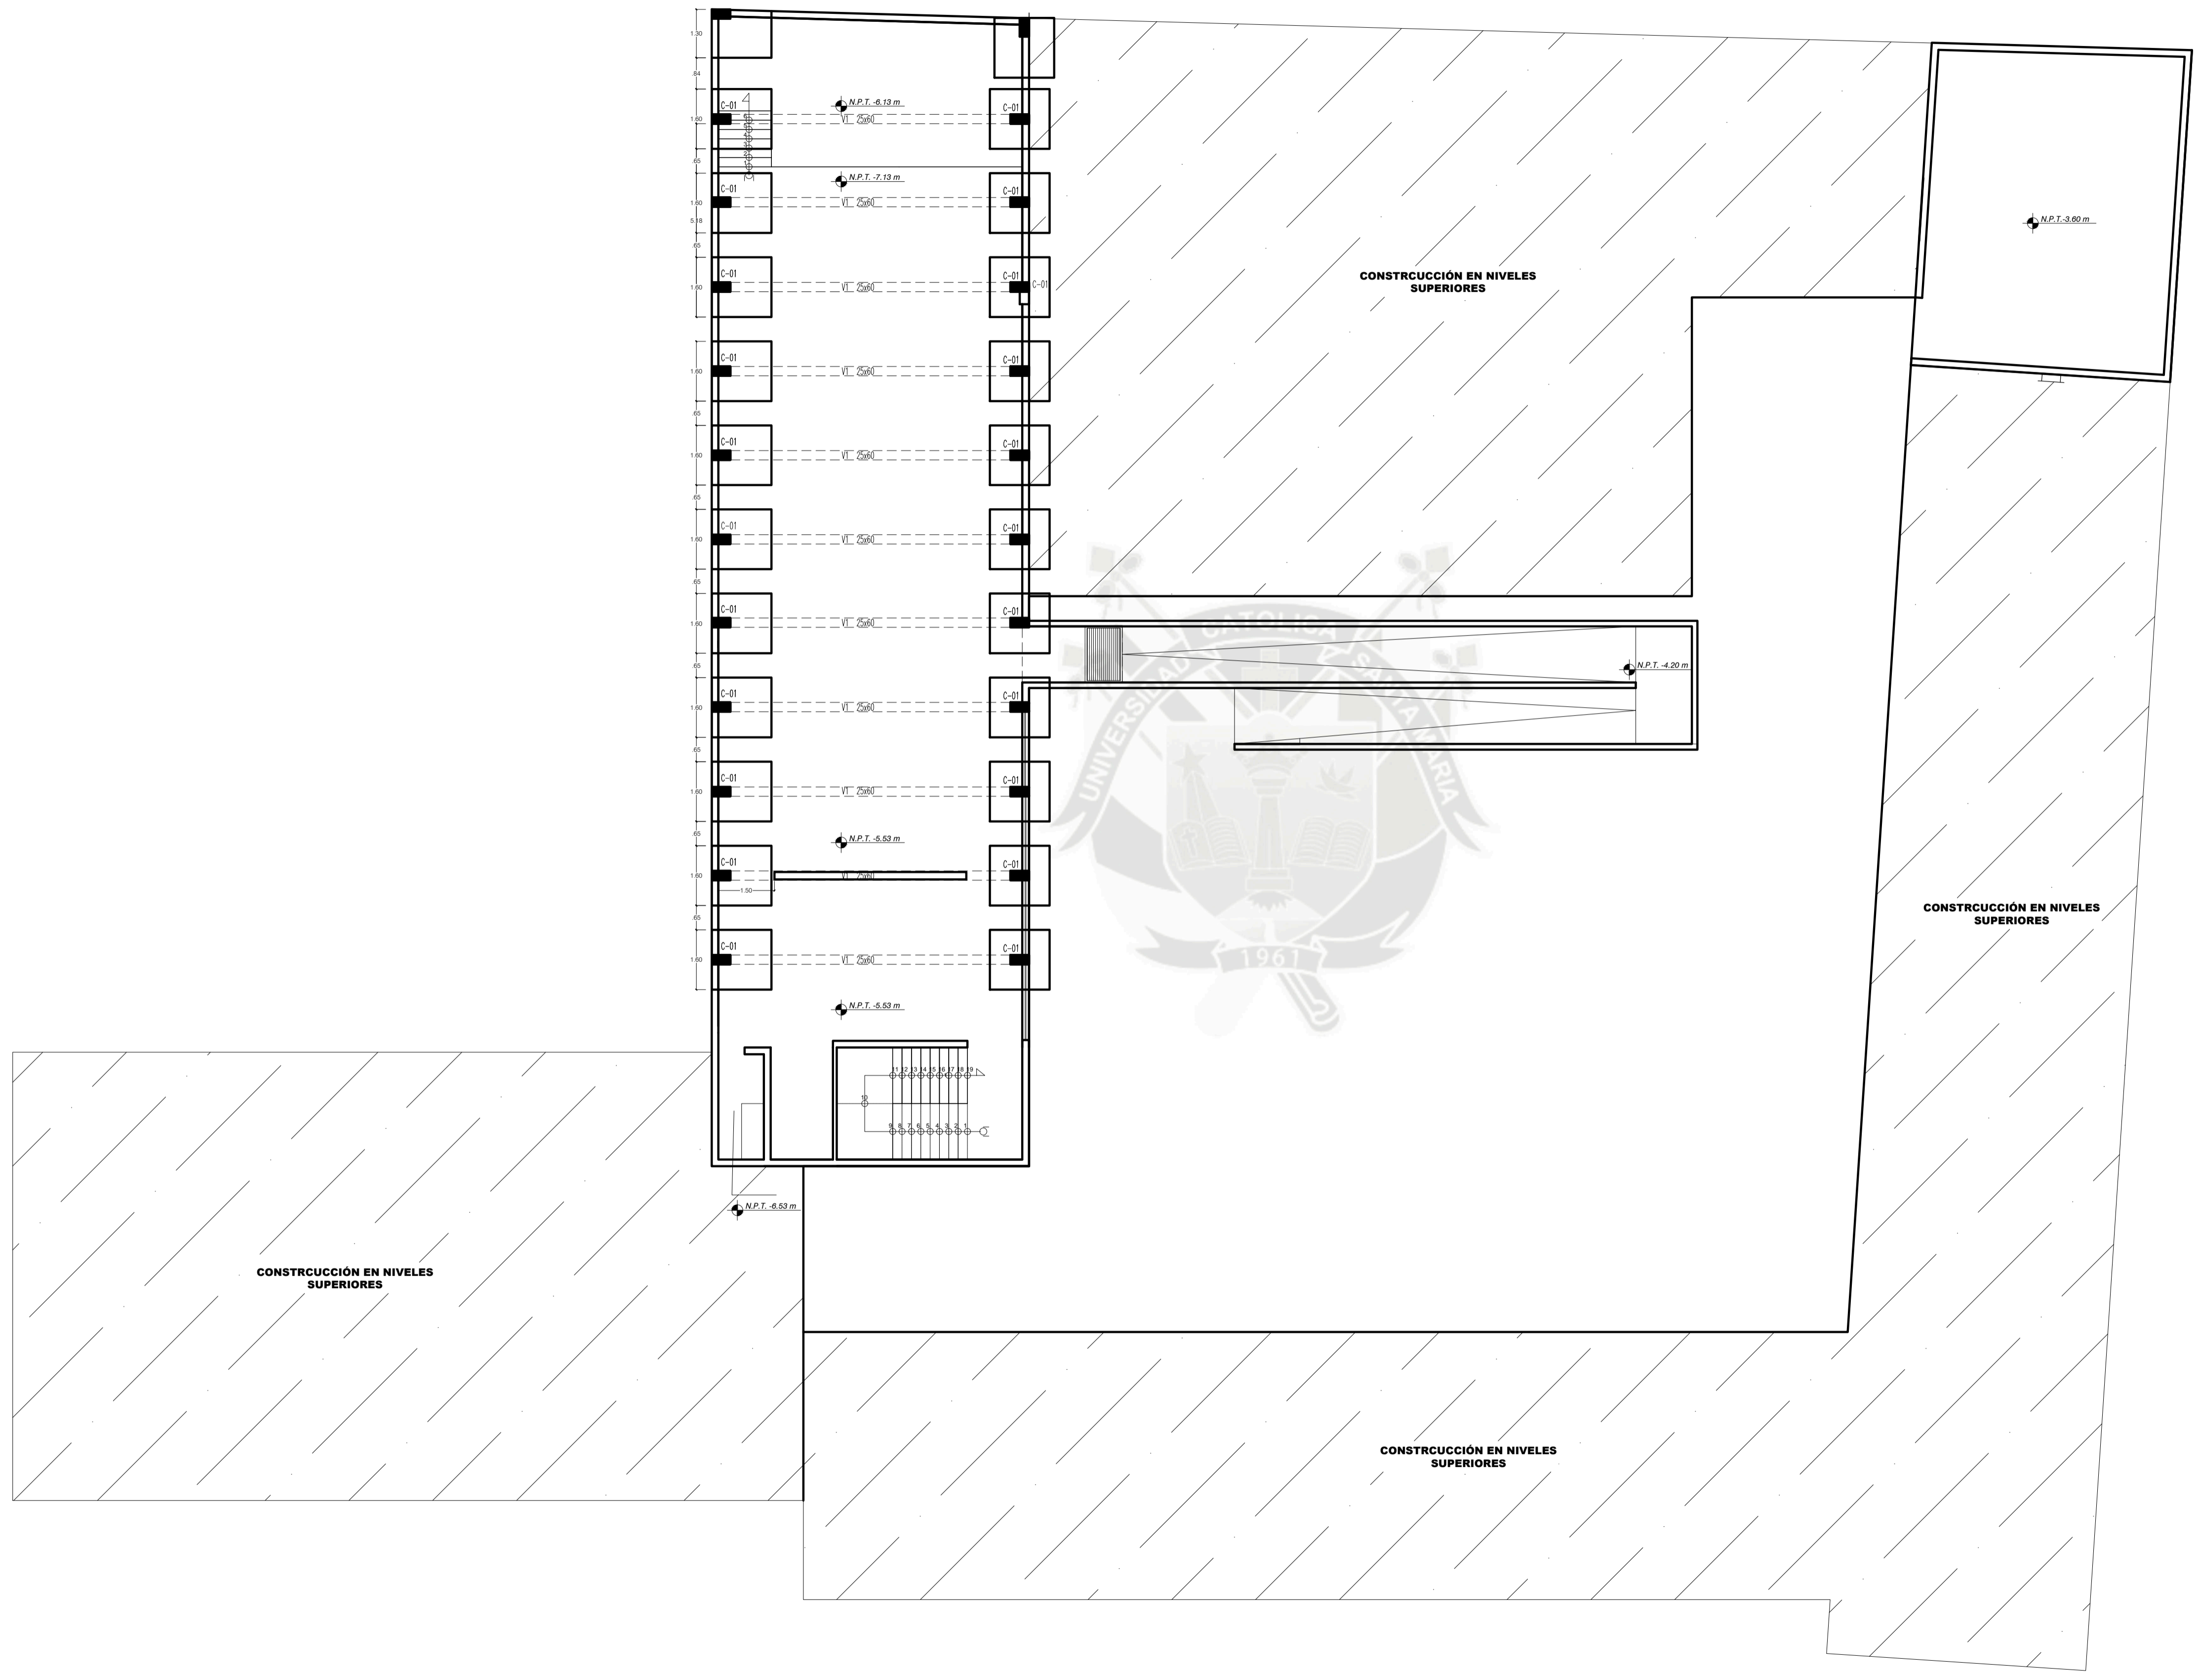 1.30
.84
C-01
N.P.T. -6.13 m
C-01
1.60
V1 25x60
.65
N.P.T. -7.13 m
C-01
C-01
1.60
V1 25x60
5.18
N.P.T.-3.60 m
.65
C-01
C-01
C-01
1.60
V1 25x60
CONSTRCUCCIÓN EN NIVELES
SUPERIORES
C-01
C-01
1.60
V1 25x60
.65
C-01
C-01
1.60
V1 25x60
.65
C-01
C-01
1.60
V1 25x60
.65
C-01
C-01
1.60
V1 25x60
UNIVERSIDAD CATOLICA SANTA MARIA
.65
N.P.T. -4.20 m
C-01
C-01
1.60
V1 25x60
.65
C-01
C-01
1.60
V1 25x60
.65
N.P.T. -5.53 m
C-01
C-01
1.60
V1 25x60
1.50
.65
CONSTRCUCCIÓN EN NIVELES
SUPERIORES
C-01
C-01
1.60
V1 25x60
1961
N.P.T. -5.53 m
11 12 13 14 15 16 17 18 19
10
9 8 7 6 5 4 3 2 1
N.P.T. -6.53 m
CONSTRCUCCIÓN EN NIVELES
SUPERIORES
CONSTRCUCCIÓN EN NIVELES
SUPERIORES